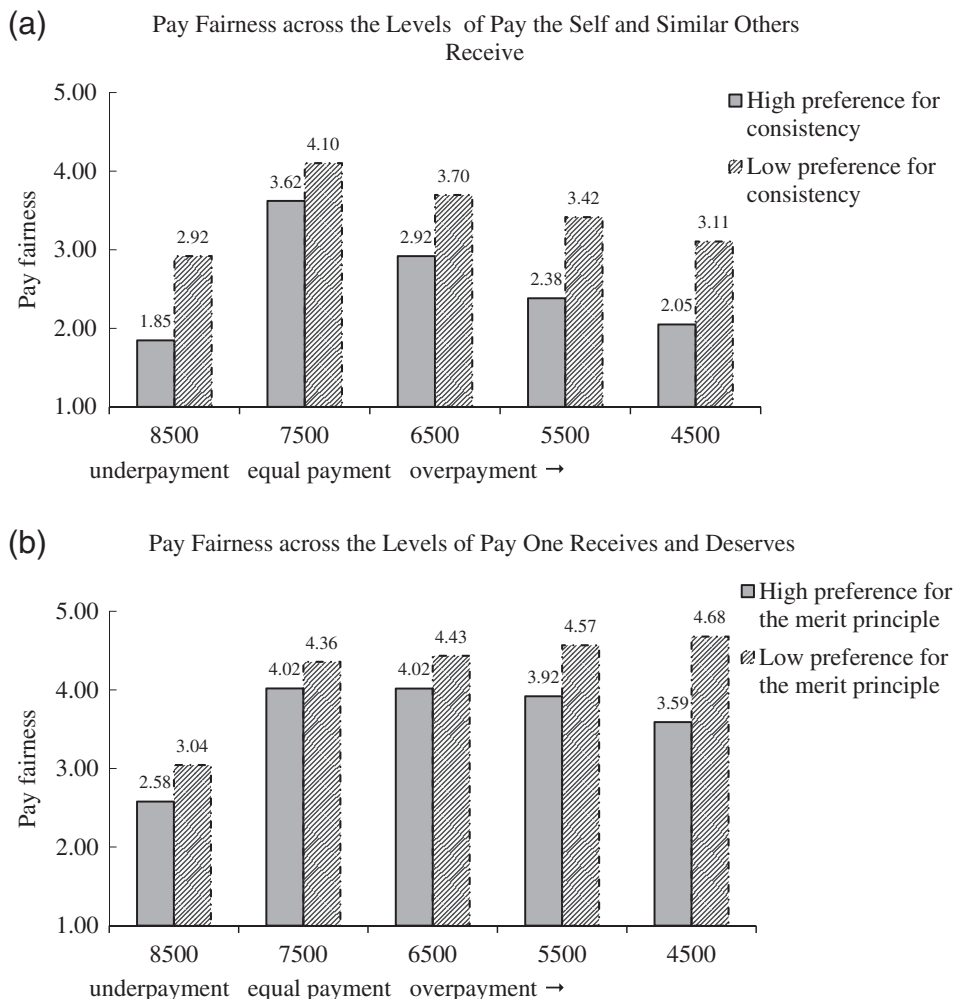 (a)
Pay Fairness across the Levels of Pay the Self and Similar Others
Receive
High preference for
consistency
Low preference for
consistency
Pay fairness
5.00
4.00
3.00
2.00
1.00
1.85
2.92
3.62
4.10
2.92
3.70
2.38
3.42
2.05
3.11
8500 7500 6500 5500 4500
underpayment equal payment overpayment →
(b)
Pay Fairness across the Levels of Pay One Receives and Deserves
High preference for
the merit principle
Low preference for
the merit principle
Pay fairness
5.00
4.00
3.00
2.00
1.00
2.58
3.04
4.02
4.36
4.02
4.43
3.92
4.57
3.59
4.68
8500 7500 6500 5500 4500
underpayment equal payment overpayment →